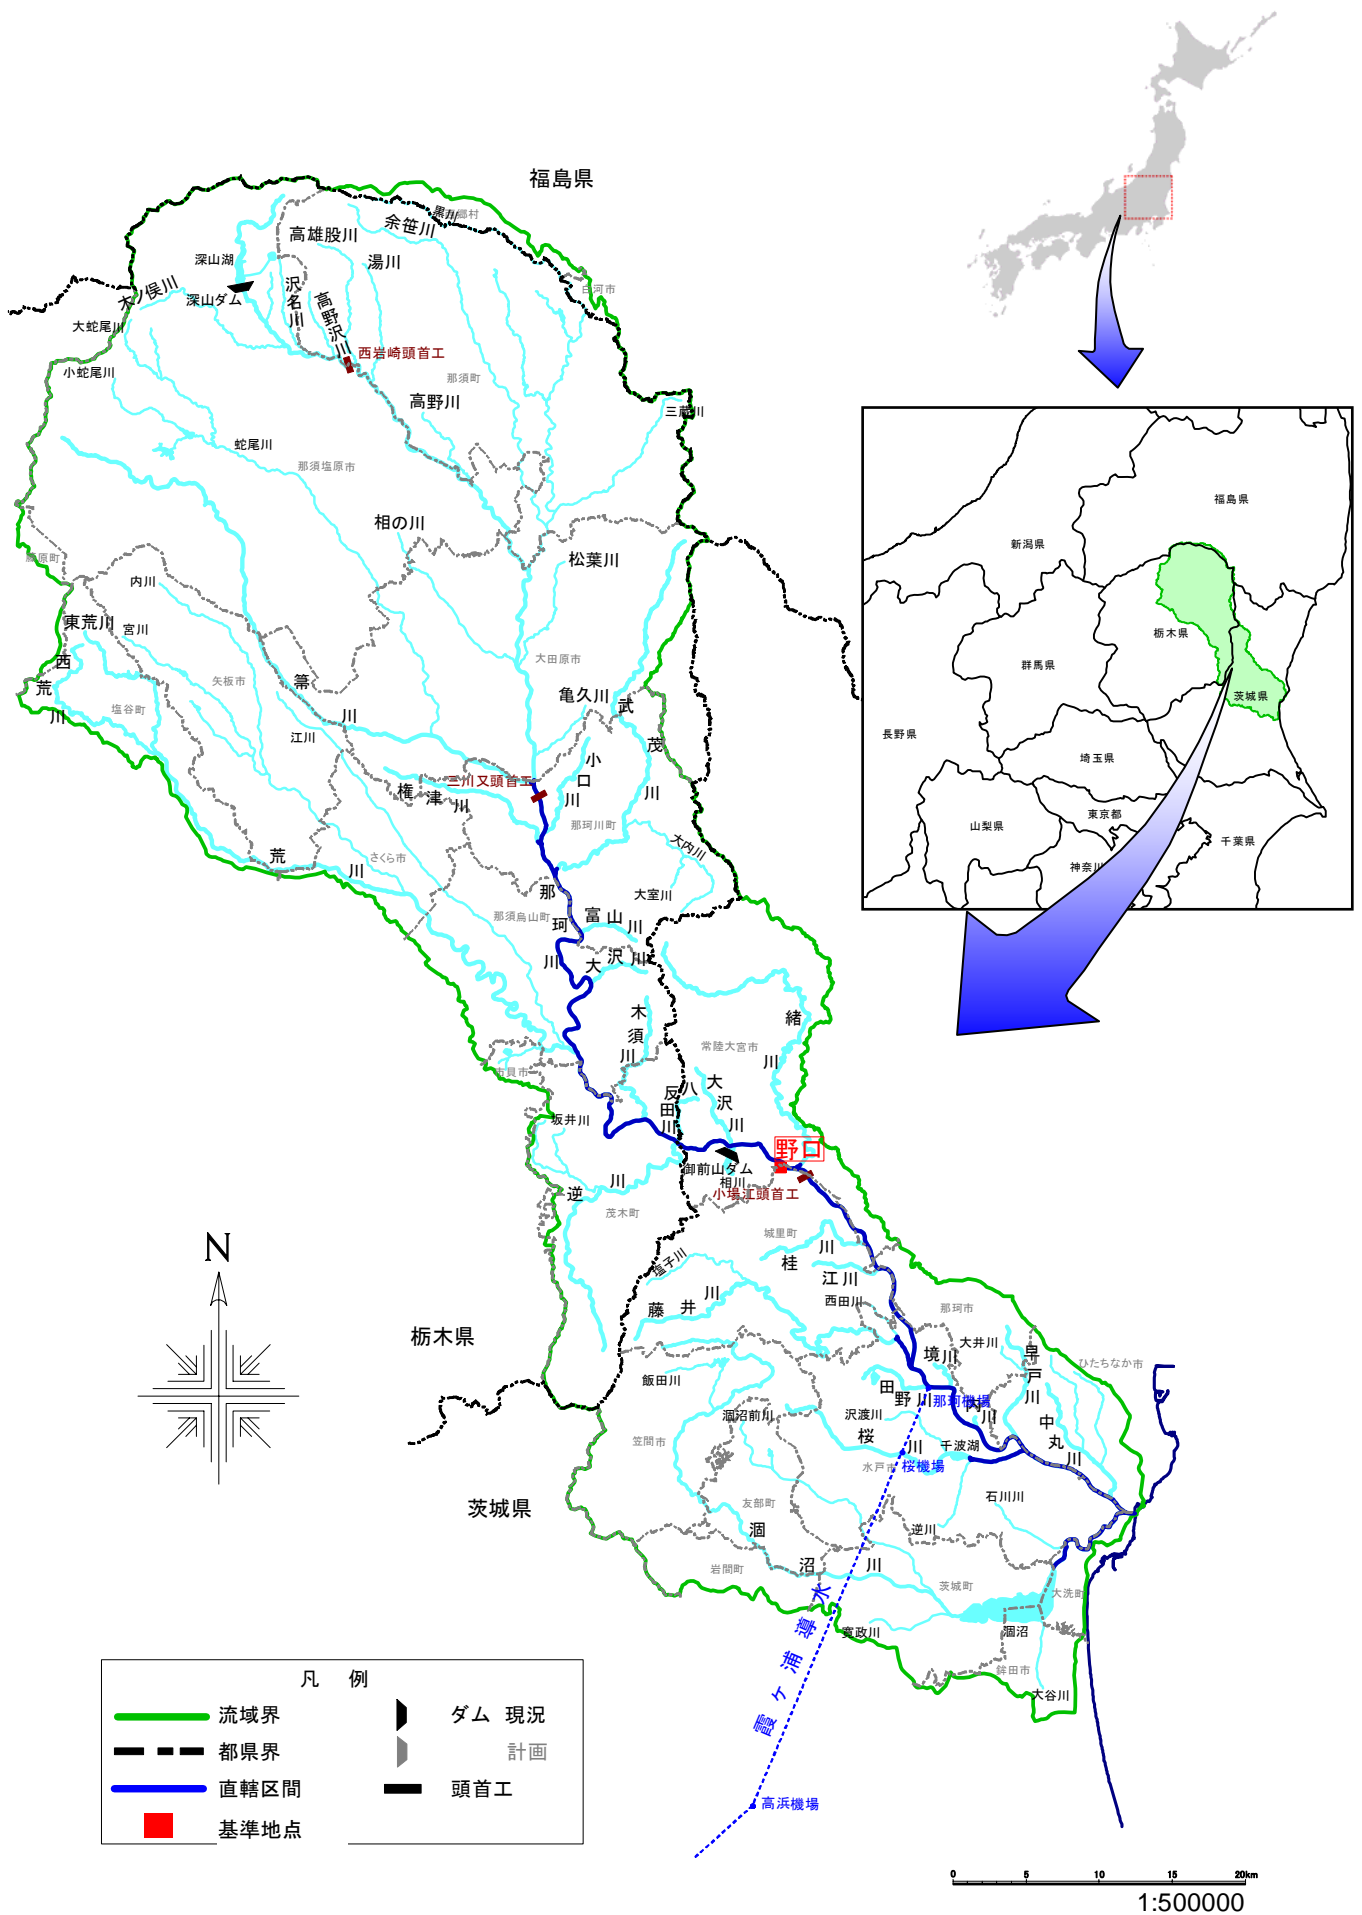 福島県
黒川
西郷村
余笹川
高雄股川
湯川
深山湖
沢名川
木ノ俣川
深山ダム
高野沢川
白河市
大蛇尾川
西岩崎頭首工
小蛇尾川
那須町
高野川
三蔵川
蛇尾川
那須塩原市
相の川
松葉川
藤原町
内川
東荒川
宮川
大田原市
西荒川
矢板市
箒川
亀久川
武茂川
塩谷町
江川
小口川
三川又頭首工
権津川
那珂川町
大内川
荒川
さくら市
大室川
那珂川
那須烏山町
富山川
大沢川
木須川
緒川
常陸大宮市
市貝市
八反田川
大沢川
坂井川
野口
御前山ダム
相川
小場江頭首工
逆川
茂木町
城里町
桂川
塩子川
江川
西田川
藤井川
那珂市
栃木県
境川
大井川
早戸川
ひたちなか市
飯田川
田野川
那珂機場
内川
涸沼前川
沢渡川
中丸川
笠間市
桜川
千波湖
水戸市
桜機場
茨城県
友部町
石川川
涸沼川
逆川
岩間町
茨城町
大洗町
霞ヶ浦導水
寛政川
涸沼
鉾田市
大谷川
高浜機場
N
福島県
新潟県
栃木県
群馬県
茨城県
長野県
埼玉県
山梨県
東京都
千葉県
神奈川
凡 例
流域界
都県界
直轄区間
基準地点
ダム 現況
計画
頭首工
0 5 10 15 20km
1:500000